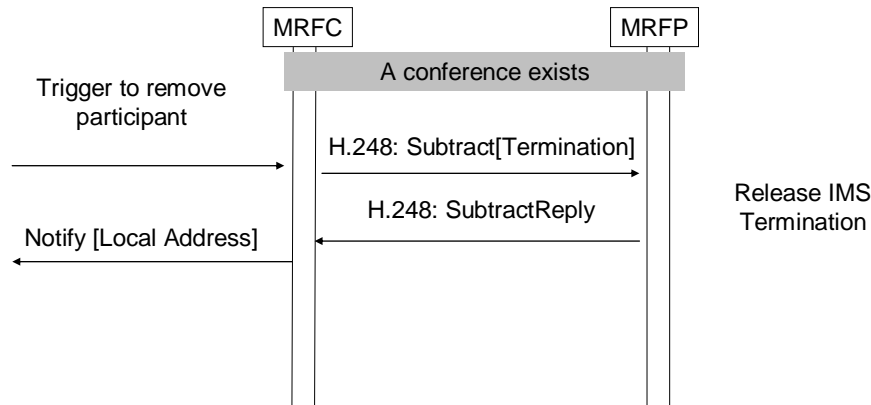 MRFC
MRFP
A conference exists
Trigger to remove
participant
H.248: Subtract[Termination]
H.248: SubtractReply
Release IMS
Termination
Notify [Local Address]